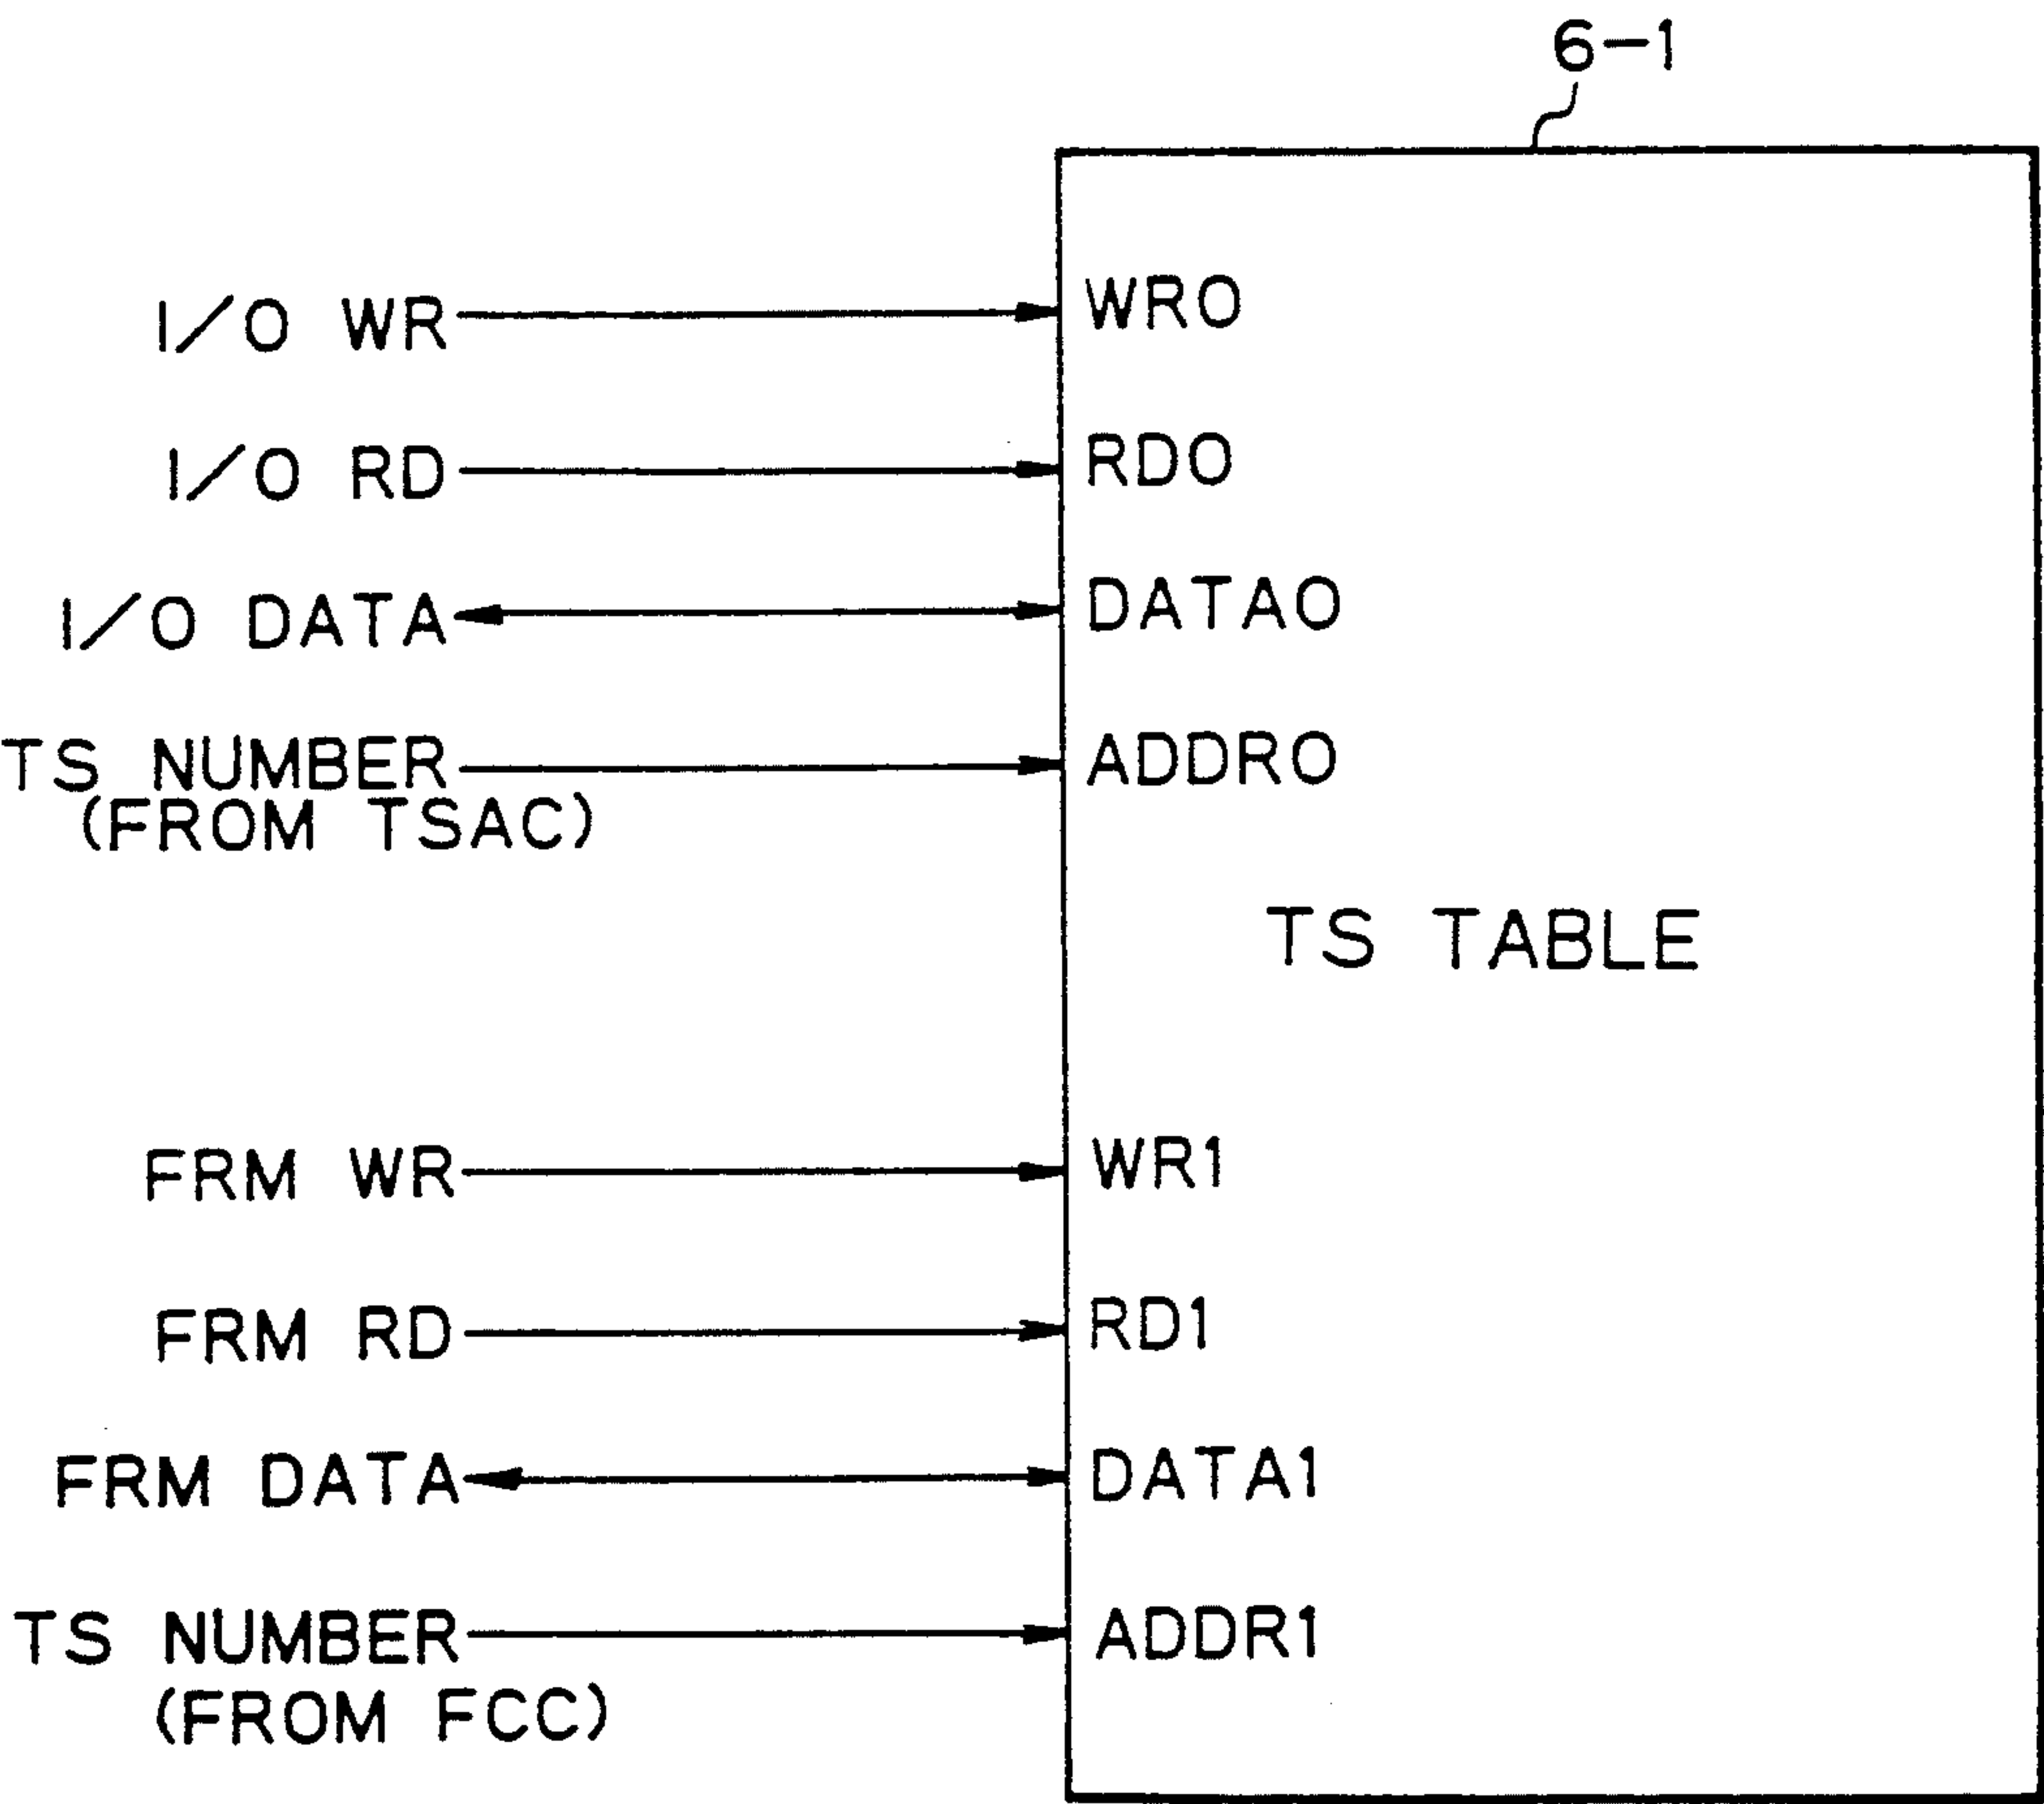 6-1
I/O WR
WR0
I/O RD
RD0
I/O DATA
DATA0
TS NUMBER
(FROM TSAC)
ADDR0
TS TABLE
FRM WR
WR1
FRM RD
RD1
FRM DATA
DATA1
TS NUMBER
(FROM FCC)
ADDR1